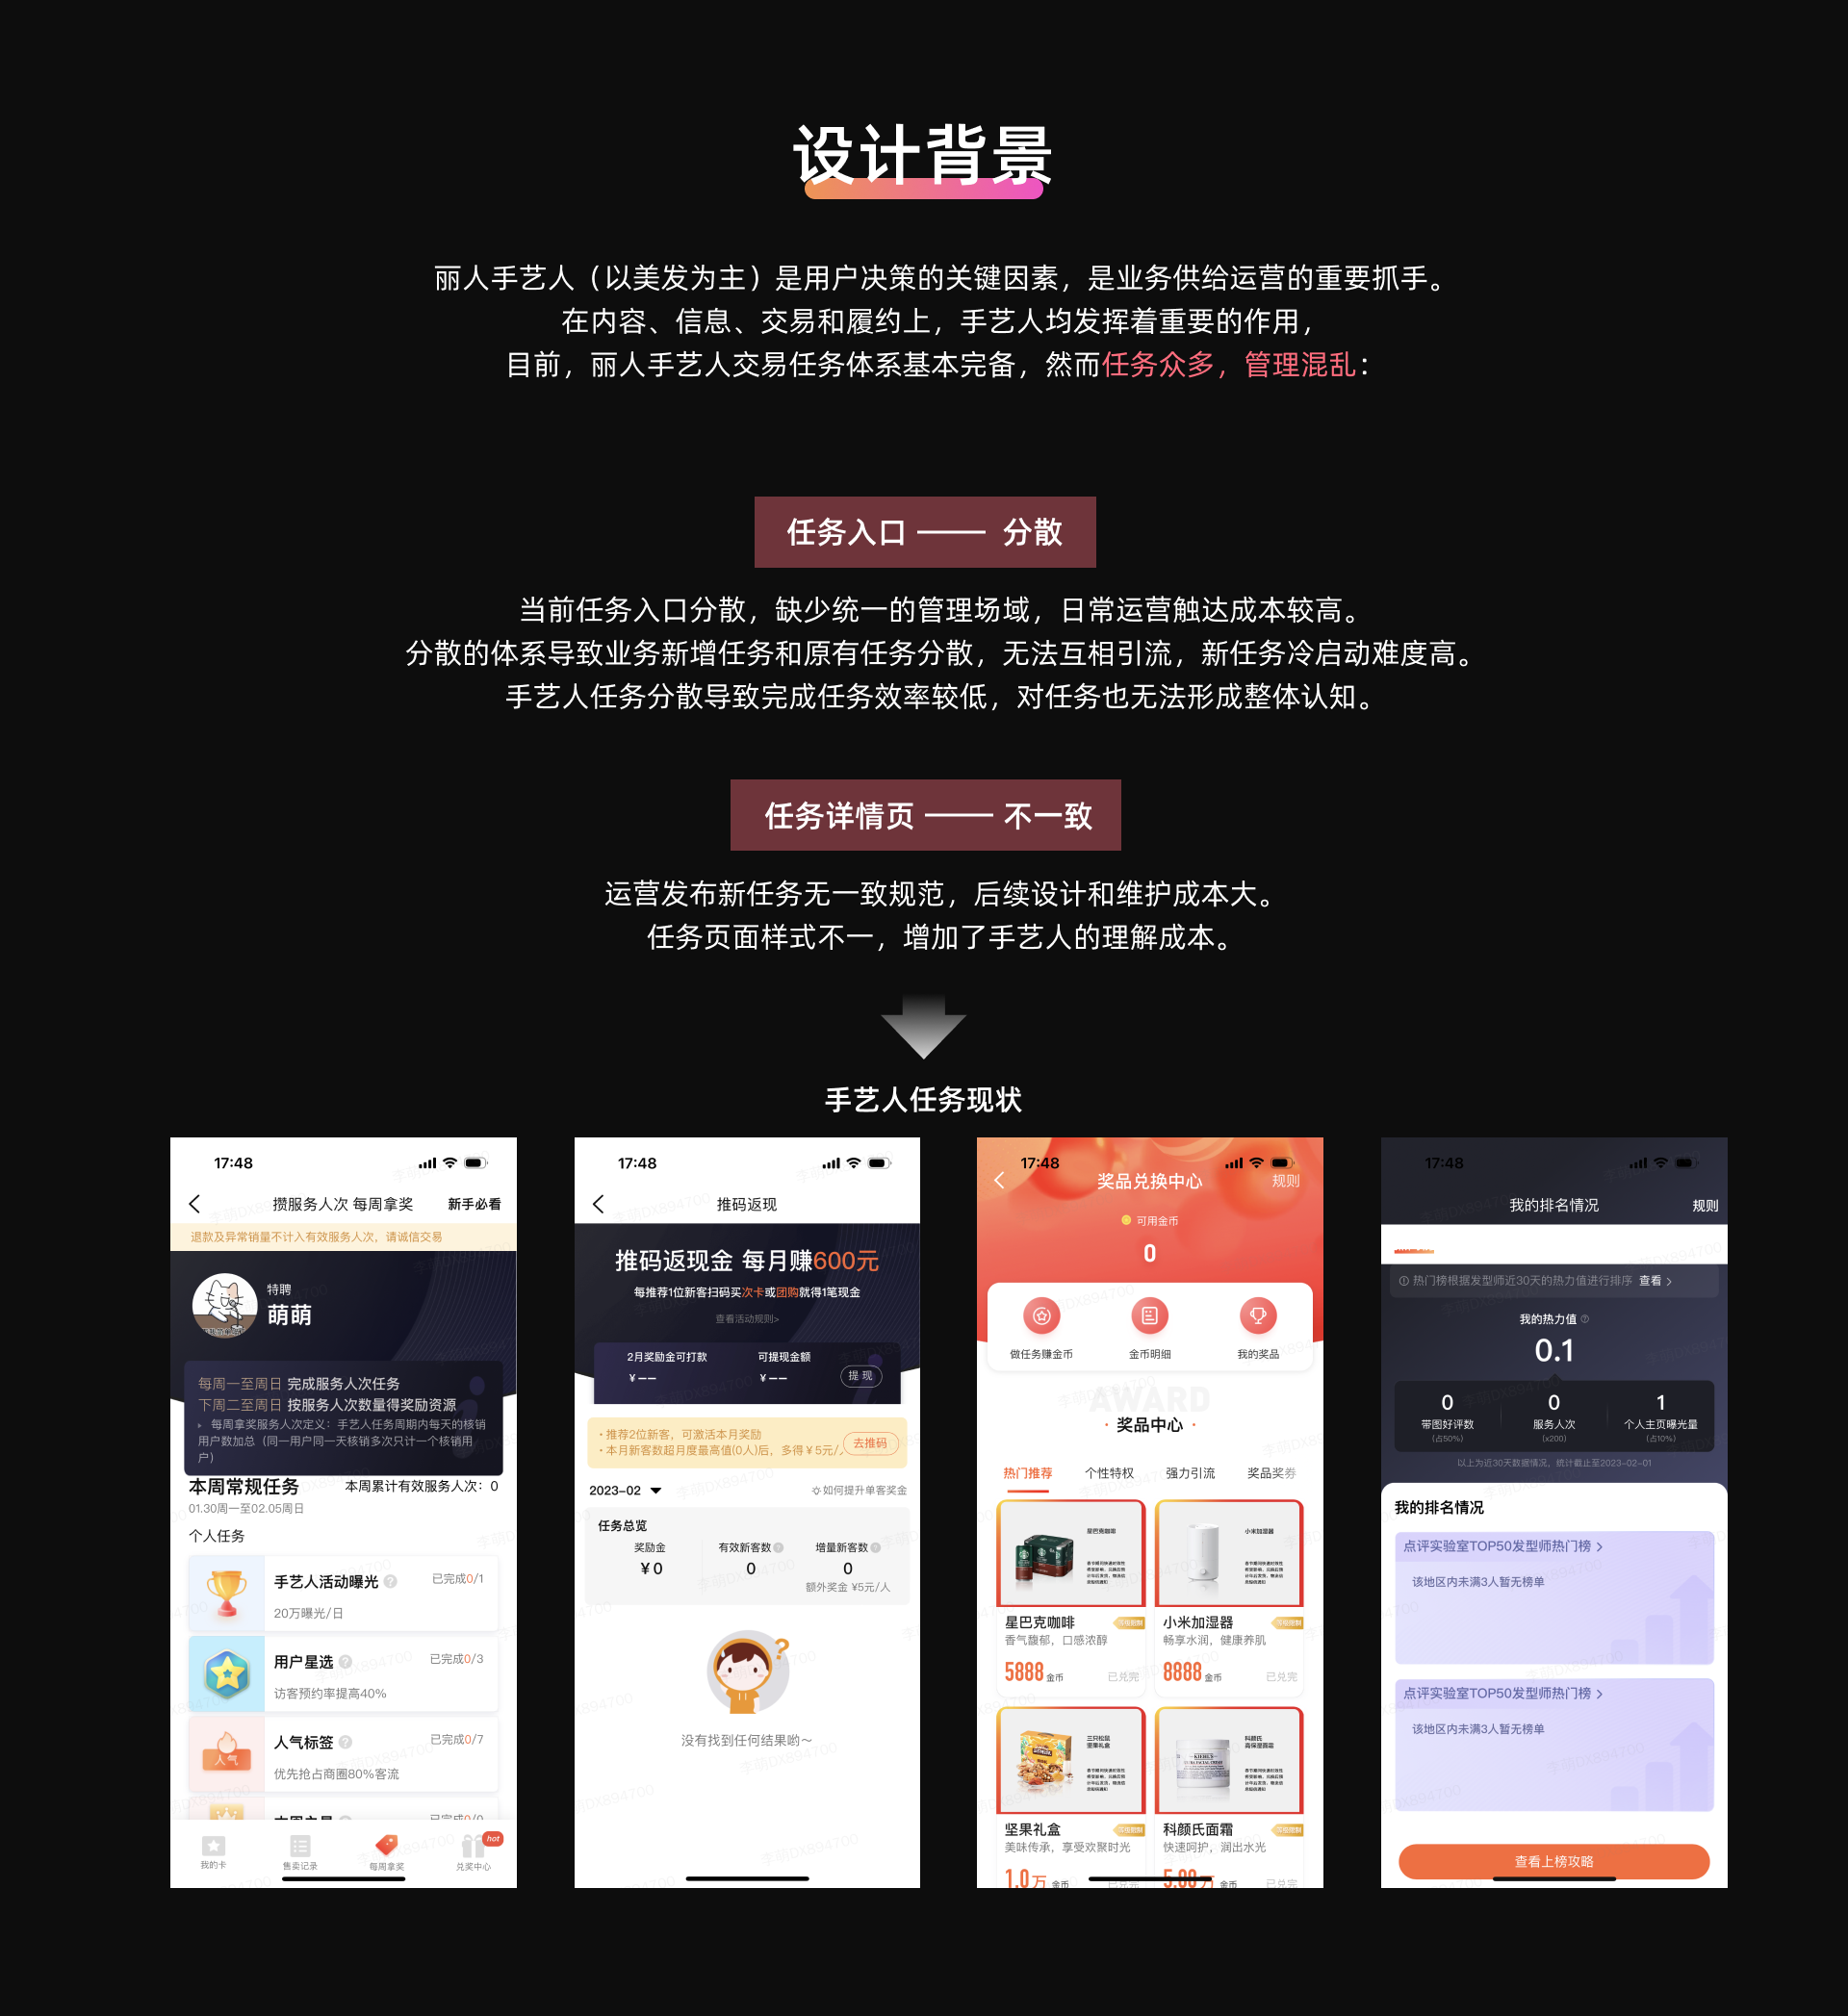 设计背景
丽人手艺人（以美发为主）是用户决策的关键因素，是业务供给运营的重要抓手。
在内容、信息、交易和履约上，手艺人均发挥着重要的作用，
目前，丽人手艺人交易任务体系基本完备，然而任务众多，管理混乱：
任务入口 —— 分散
当前任务入口分散，缺少统一的管理场域，日常运营触达成本较高。
分散的体系导致业务新增任务和原有任务分散，无法互相引流，新任务冷启动难度高。
手艺人任务分散导致完成任务效率较低，对任务也无法形成整体认知。
任务详情页 —— 不一致
运营发布新任务无一致规范，后续设计和维护成本大。
任务页面样式不一，增加了手艺人的理解成本。
手艺人任务现状
17:48
攒服务人次 每周拿奖
新手必看
退款及异常销量不计入有效服务人次，请诚信交易
特聘
萌萌
每周一至周日 完成服务人次任务
下周二至周日 按服务人次数量得奖励资源
每周拿奖服务人次定义：手艺人任务周期内每天的核销
用户数加总（同一用户同一天核销多次只计一个核销用
户）
本周常规任务
本周累计有效服务人次：0
01.30周一至02.05周日
个人任务
手艺人活动曝光
已完成0/1
20万曝光/日
用户星选
已完成0/3
访客预约率提高40%
人气
人气标签
已完成0/7
优先抢占商圈80%客流
我的卡
售卖记录
每周拿奖
兑奖中心
hot
17:48
推码返现
推码返现金 每月赚600元
每推荐1位新客扫码买次卡或团购就得1笔现金
查看活动规则>
2月奖励金可打款
可提现金额
¥ ——
¥ ——
提 现
• 推荐2位新客，可激活本月奖励
• 本月新客数超月度最高值(0人)后，多得 ¥ 5元/
去推码
2023-02
如何提升单客奖金
任务总览
奖励金
有效新客数
增量新客数
¥ 0
0
0
额外奖金 ¥5元/人
没有找到任何结果哟~
17:48
奖品兑换中心
规则
可用金币
0
做任务赚金币
金币明细
我的奖品
AWARD
· 奖品中心 ·
热门推荐
个性特权
强力引流
奖品奖券
星巴克咖啡
小米加湿器
星巴克咖啡
香气馥郁，口感浓醇
5888 金币
已兑完
小米加湿器
畅享水润，健康养肌
8888 金币
已兑完
三只松鼠
坚果礼盒
科颜氏
高保湿面霜
KIEHL'S
坚果礼盒
美味传承，享受欢聚时光
1.0万 金币
已兑完
科颜氏面霜
快速呵护，润出水光
5.88万 金币
已兑完
17:48
我的排名情况
规则
热门榜根据发型师近30天的热力值进行排序 查看 >
我的热力值
0.1
0
0
1
带图好评数
服务人次
个人主页曝光量
(占50%)
(x200)
(占10%)
以上为近30天数据情况，统计截止至2023-02-01
我的排名情况
点评实验室TOP50发型师热门榜 >
该地区内未满3人暂无榜单
点评实验室TOP50发型师热门榜 >
该地区内未满3人暂无榜单
查看上榜攻略